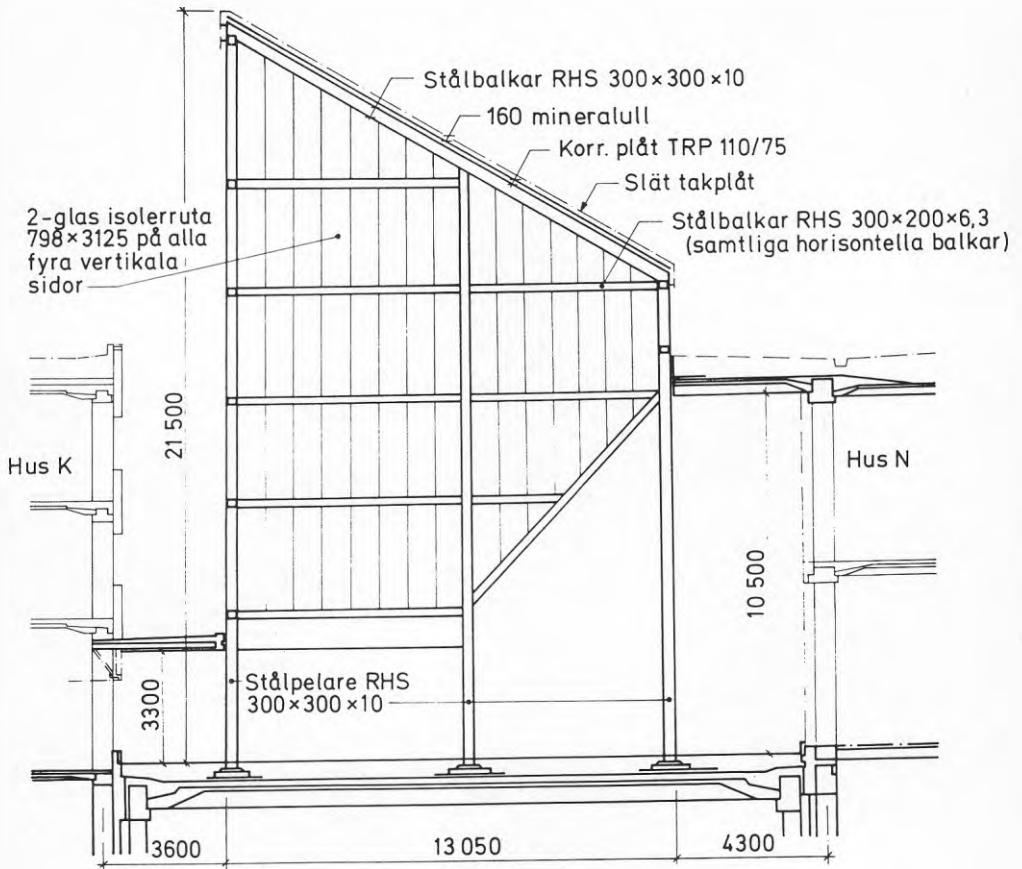 Stålbalkar RHS 300×300×10
160 mineralull
Korr. plåt TRP 110/75
Slät takplåt
2-glas isolerruta
798×3125 på alla
fyra vertikala
sidor
Stålbalkar RHS 300×200×6,3
(samtliga horisontella balkar)
21 500
Hus K
Hus N
10 500
3300
Stålpelare RHS
300×300×10
3600
13 050
4300